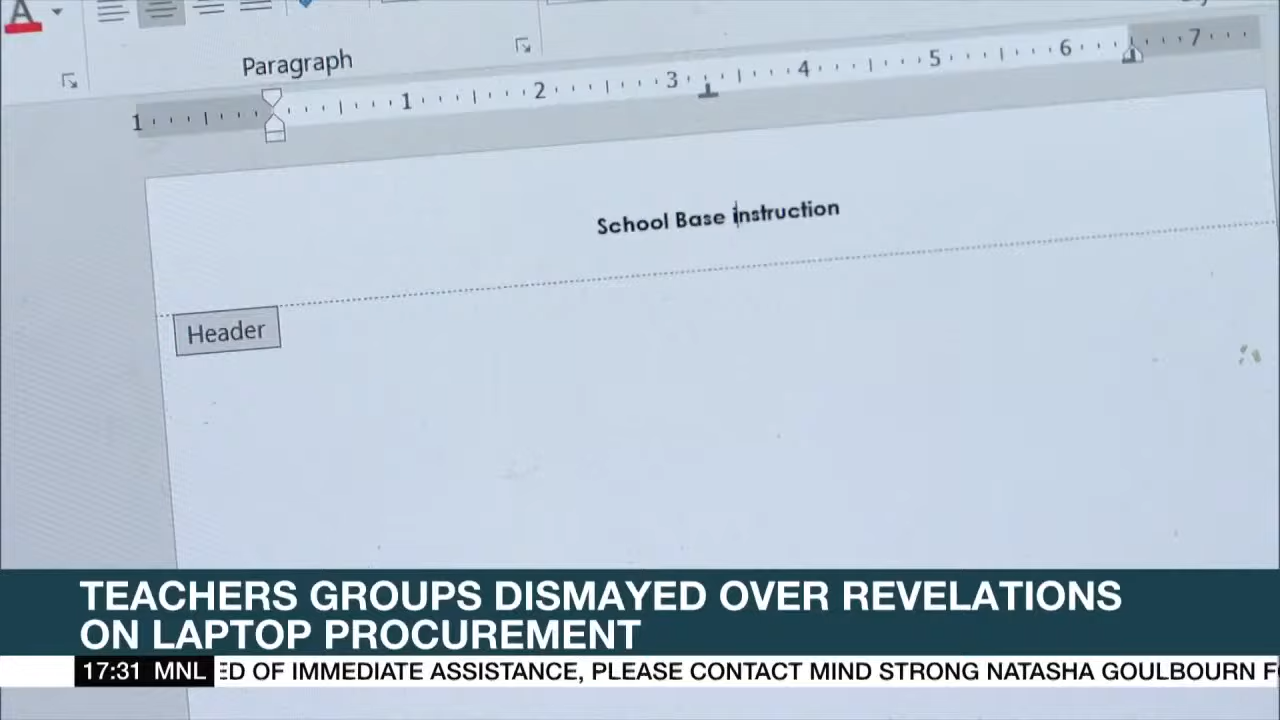 A
Paragraph
1 1 2 3 4 5 6 7
School Base instruction
Header
TEACHERS GROUPS DISMAYED OVER REVELATIONS
ON LAPTOP PROCUREMENT
17:31 MNL ED OF IMMEDIATE ASSISTANCE, PLEASE CONTACT MIND STRONG NATASHA GOULBOURN F